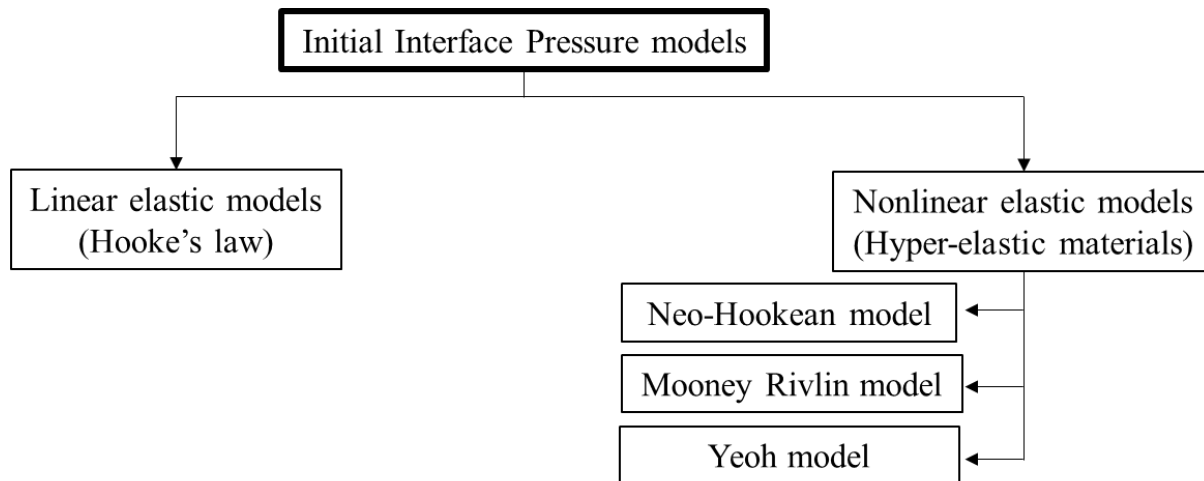 Initial Interface Pressure models
Linear elastic models
(Hooke’s law)
Nonlinear elastic models
(Hyper-elastic materials)
Neo-Hookean model
Mooney Rivlin model
Yeoh model